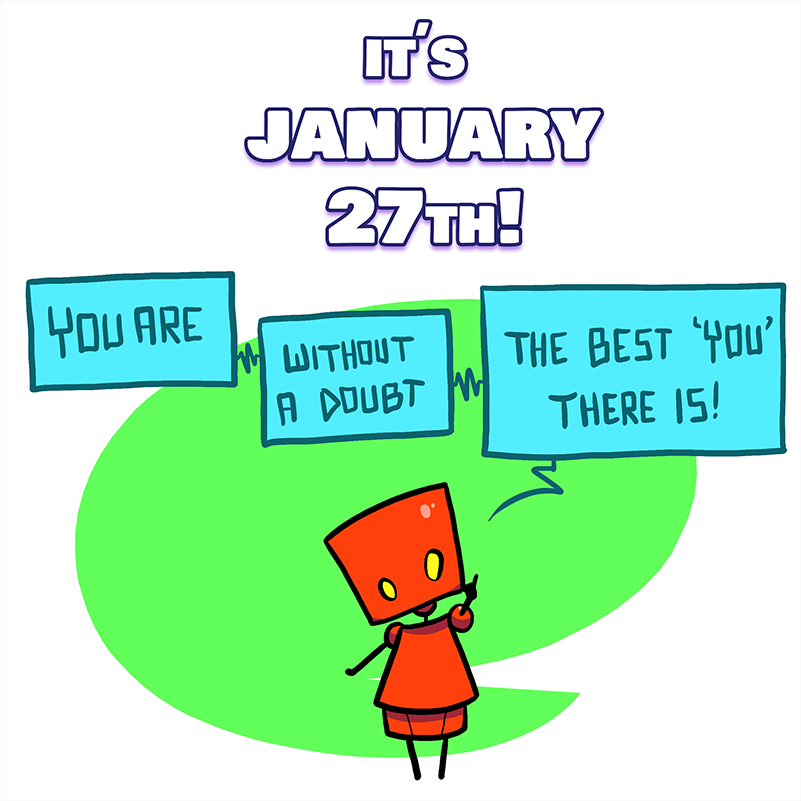 IT'S
JANUARY
27TH!
YOU ARE
WITHOUT
A DOUBT
THE BEST 'YOU'
THERE IS!